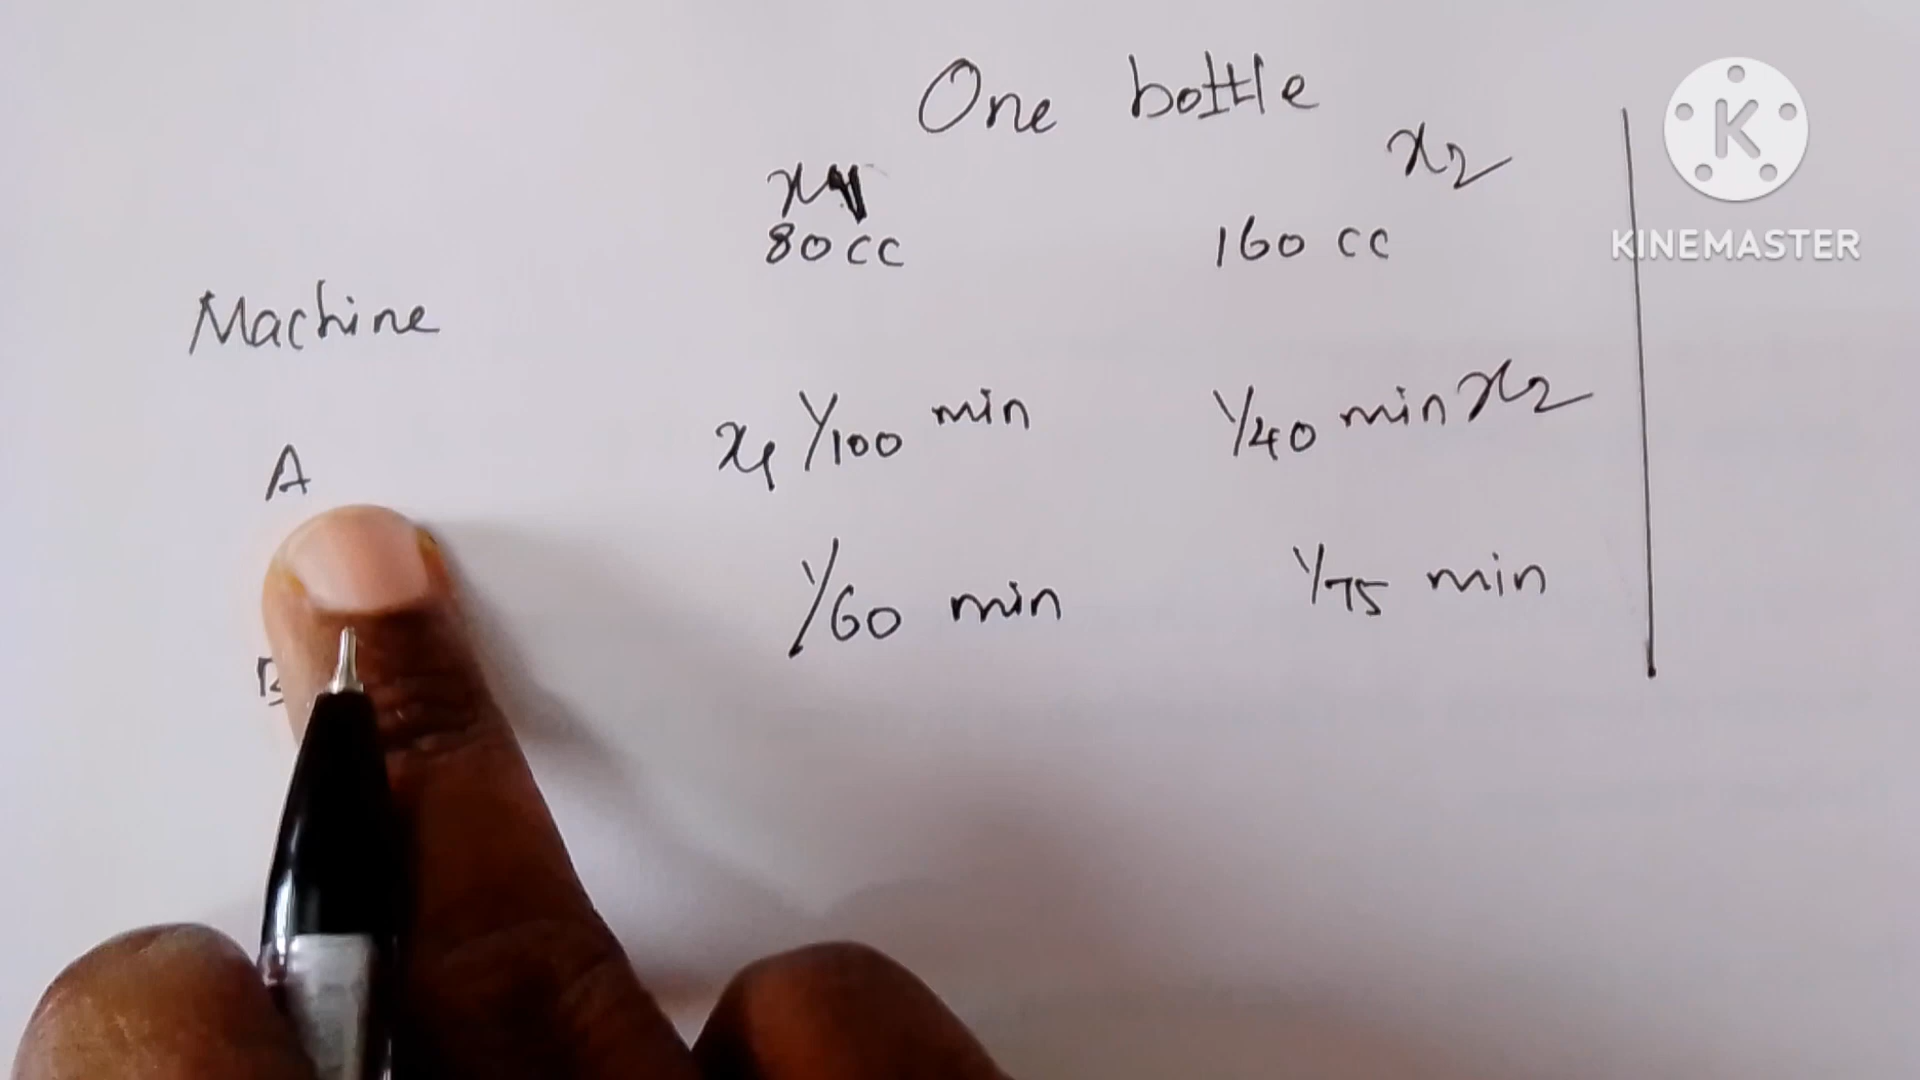 One bottle
x1 x2
80 cc 160 cc
KINEMASTER
Machine
A x1 1/100 min 1/40 min x2
1/60 min 1/75 min
B